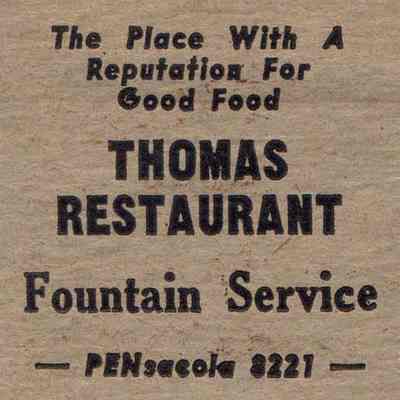 The Place With A
Reputation For
Good Food
THOMAS
RESTAURANT
Fountain Service
— PENsacola 8221 —